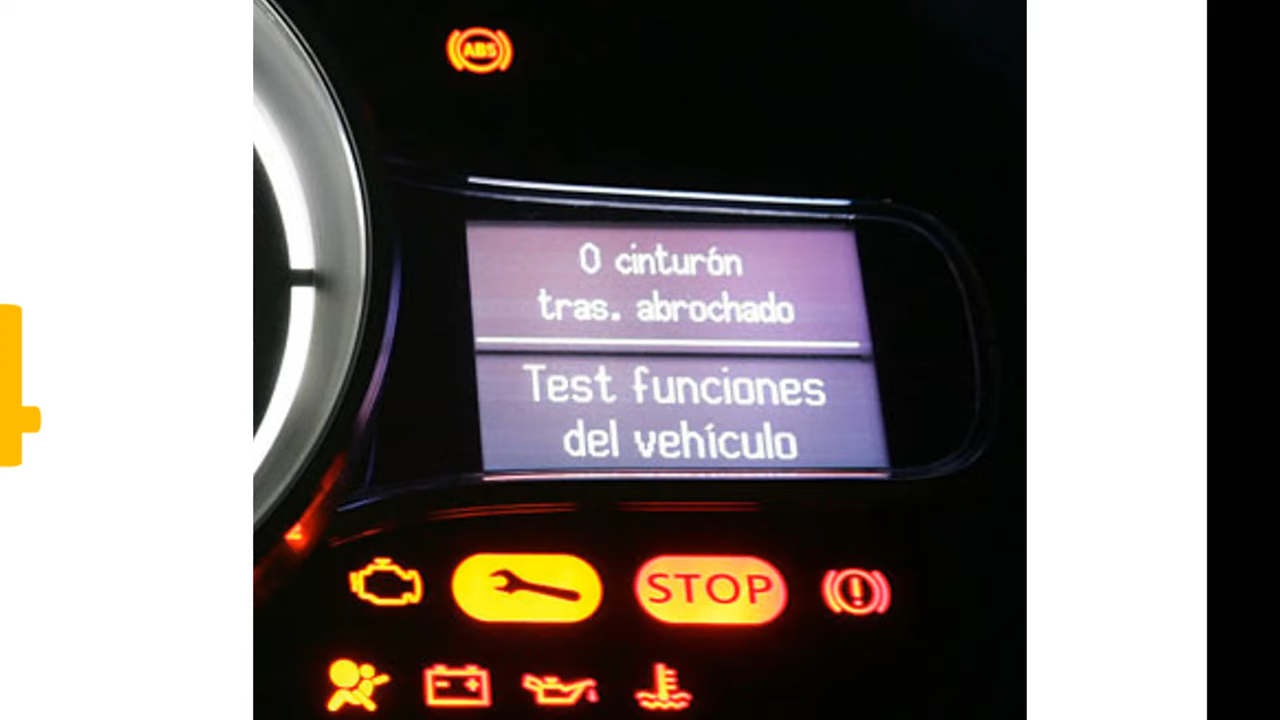 ABS
0 cinturón
tras. abrochado
Test funciones
del vehículo
STOP